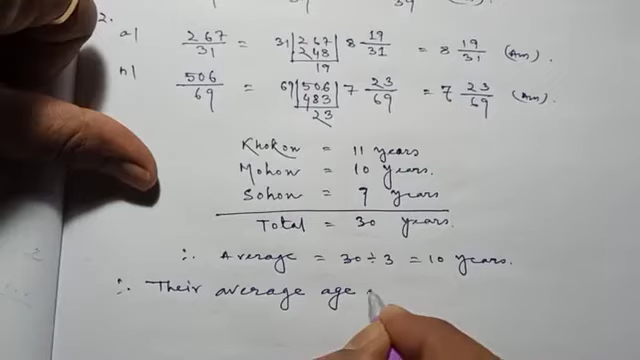 2.
a) 267/31 = 31 267 8 19/31 = 8 19/31 (Ans).
248
19
n) 506/69 = 69 506 7 23/69 = 7 23/69 (Ans).
483
23
Khokon = 11 years
Mohon = 10 years.
Sohon = 9 years
Total = 30 years.
∴ Average = 30 ÷ 3 = 10 years.
∴ Their average age